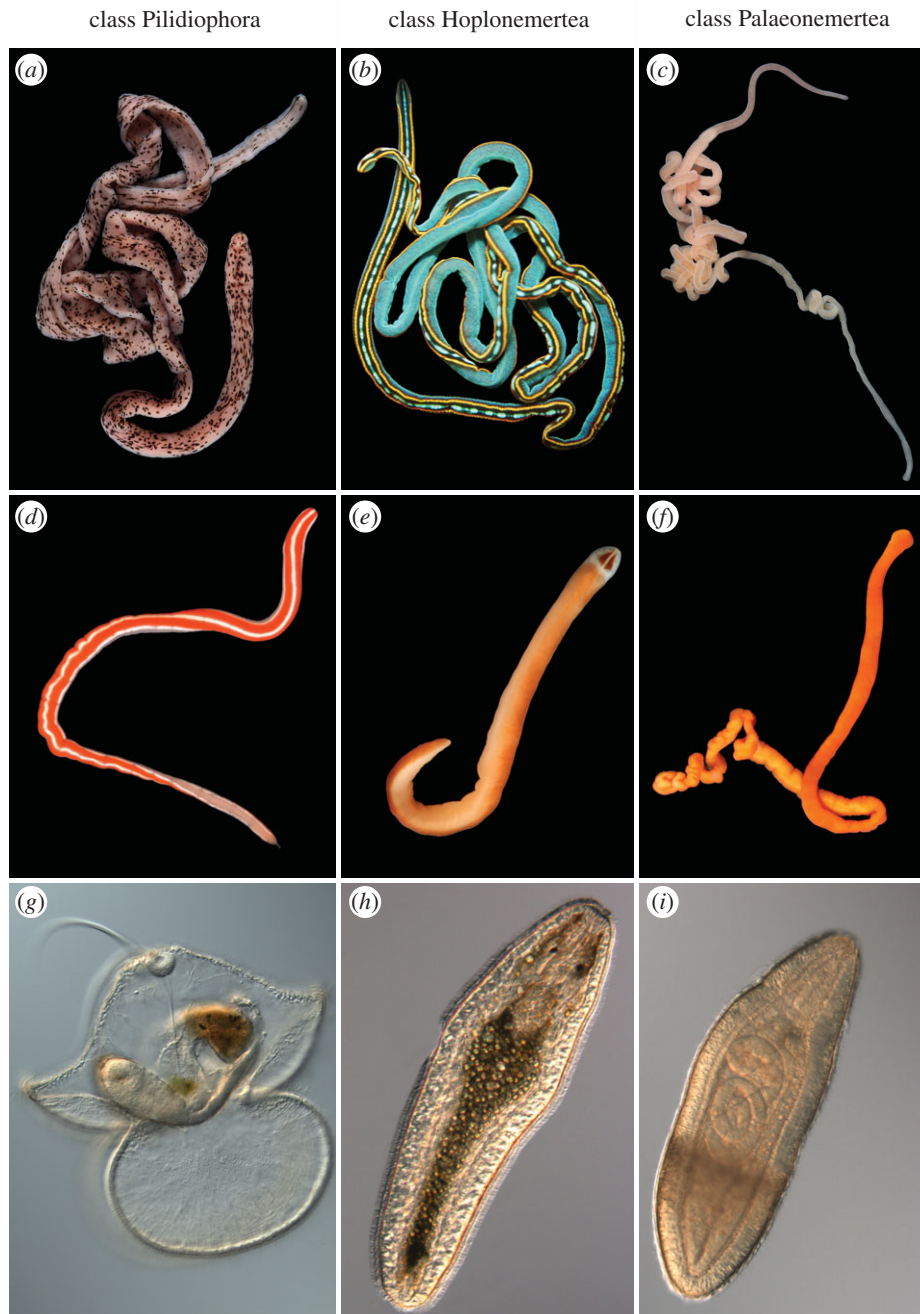 class Pilidiophora class Hoplonemertea class Palaeonemertea
(a) (b) (c)
(d) (e) (f)
(g) (h) (i)